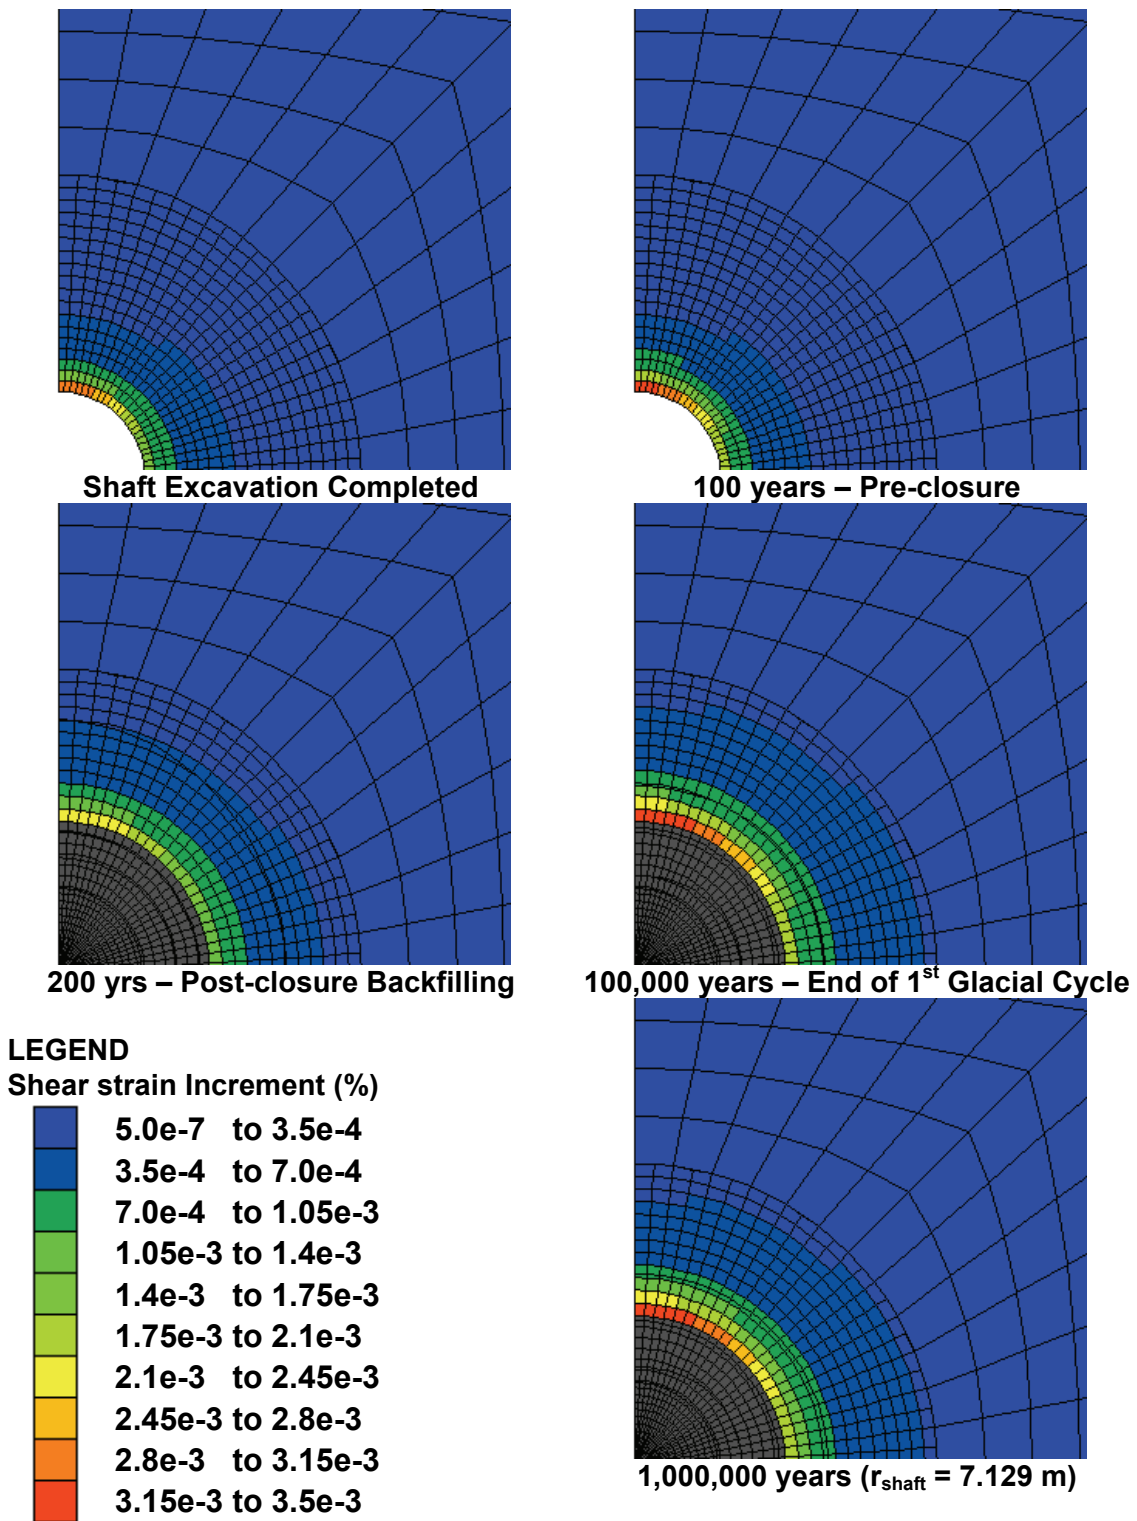 Shaft Excavation Completed
100 years – Pre-closure
200 yrs – Post-closure Backfilling
100,000 years – End of 1st Glacial Cycle
LEGEND
Shear strain Increment (%)
5.0e-7 to 3.5e-4
3.5e-4 to 7.0e-4
7.0e-4 to 1.05e-3
1.05e-3 to 1.4e-3
1.4e-3 to 1.75e-3
1.75e-3 to 2.1e-3
2.1e-3 to 2.45e-3
2.45e-3 to 2.8e-3
2.8e-3 to 3.15e-3
3.15e-3 to 3.5e-3
1,000,000 years (rshaft = 7.129 m)